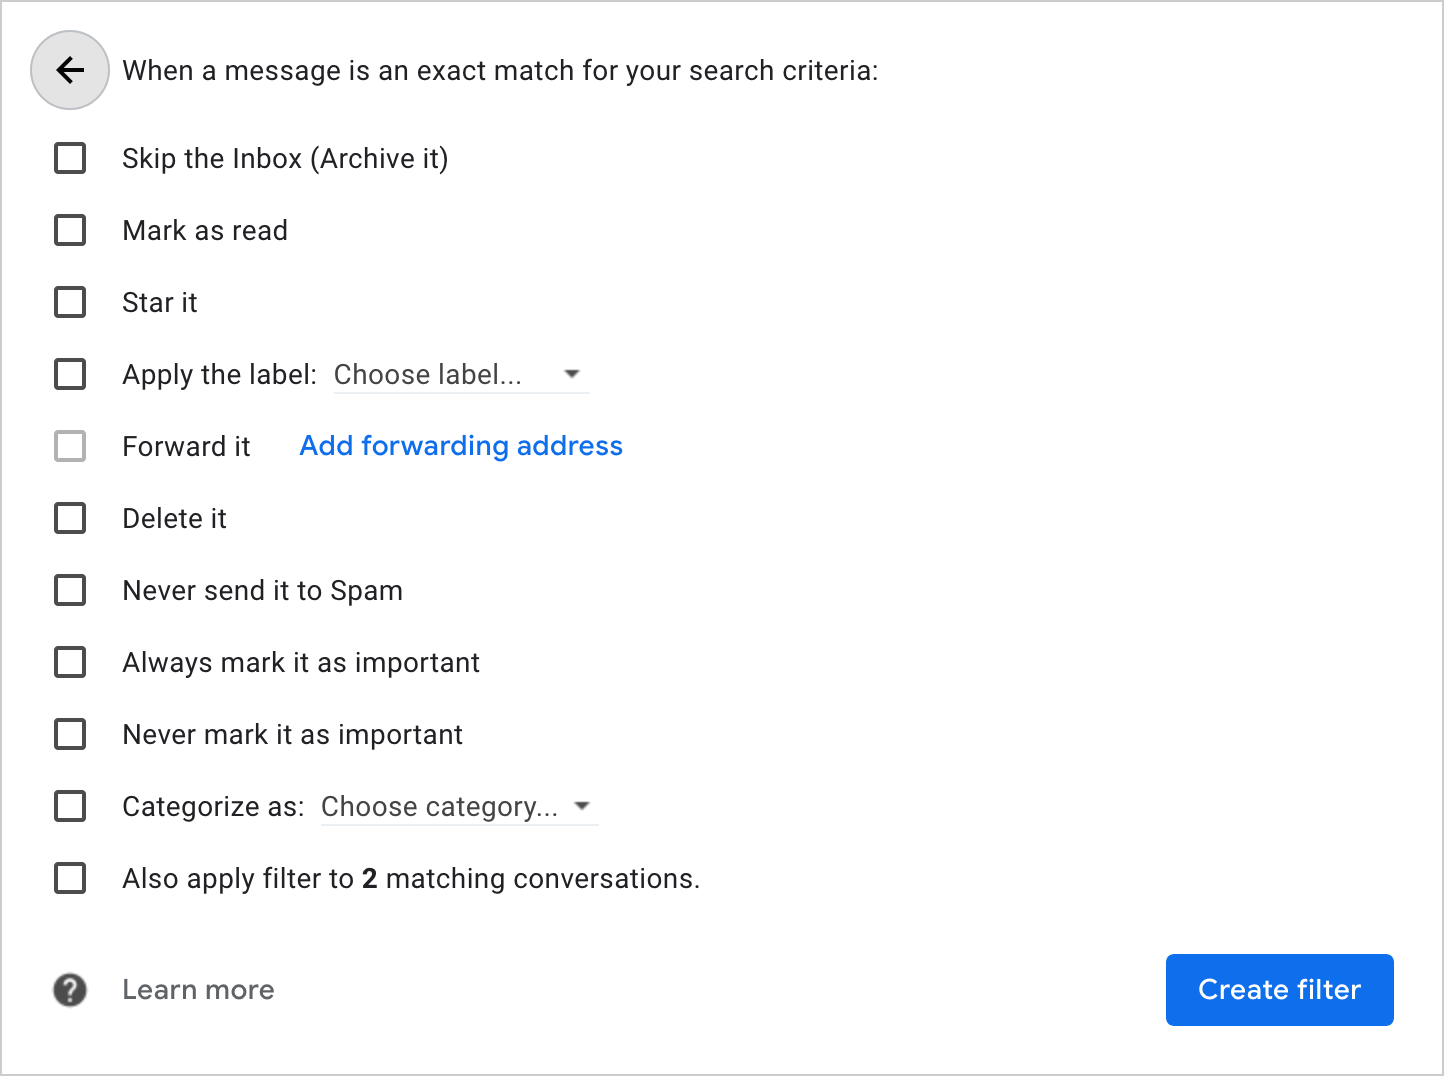 When a message is an exact match for your search criteria:
Skip the Inbox (Archive it)
Mark as read
Star it
Apply the label: Choose label...
Forward it Add forwarding address
Delete it
Never send it to Spam
Always mark it as important
Never mark it as important
Categorize as: Choose category...
Also apply filter to 2 matching conversations.
? Learn more
Create filter